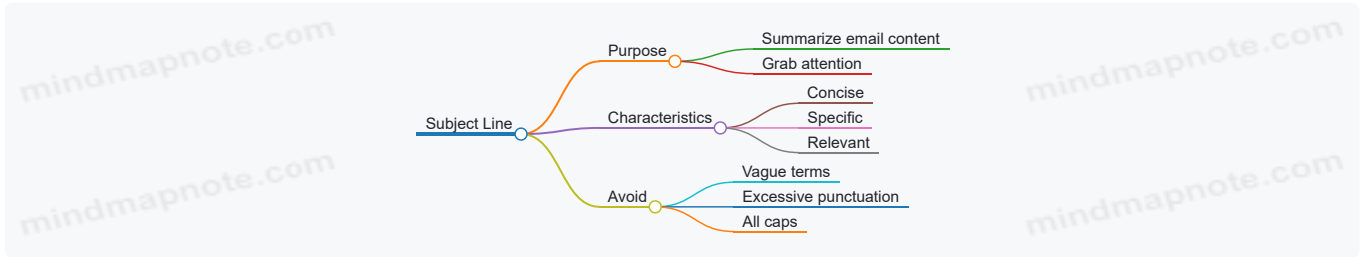 mindmapnote.com
mindmapnote.com
Summarize email content
Purpose
Grab attention
Concise
Subject Line
Characteristics
Specific
Relevant
Vague terms
Avoid
Excessive punctuation
All caps
mindmapnote.com
mindmapnote.com